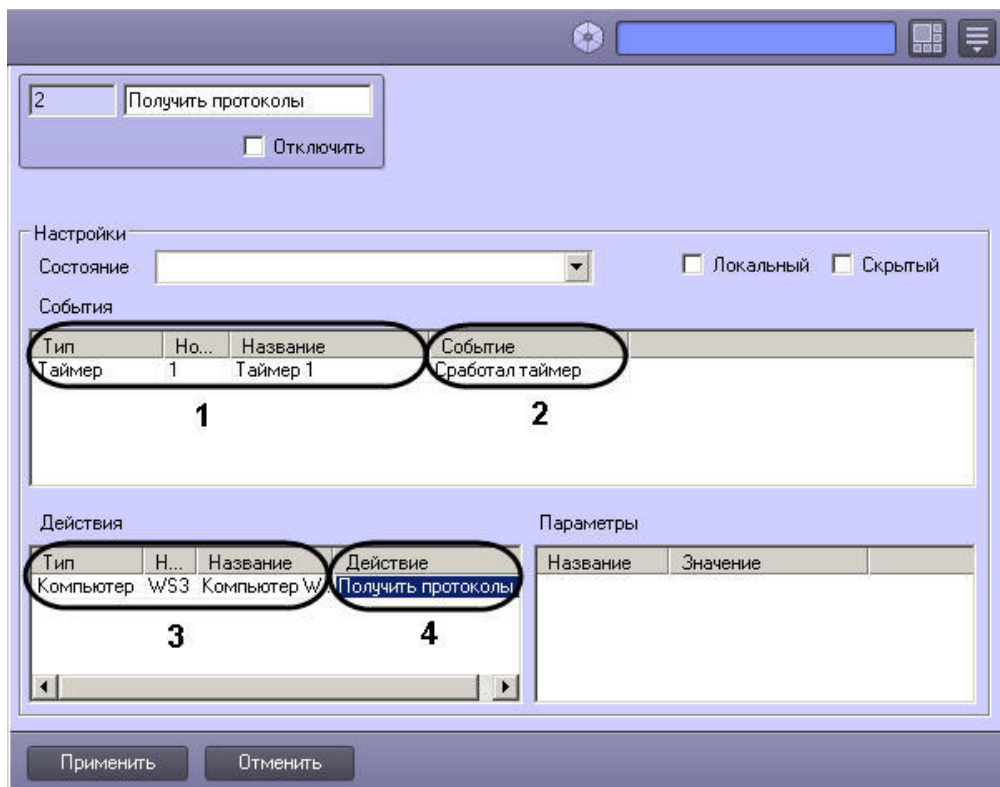 2 Получить протоколы
Отключить
Настройки
Состояние Локальный Скрытый
События
Тип Но... Название Событие
Таймер 1 Таймер 1 Сработал таймер
1 2
Действия Параметры
Тип Н... Название Действие Название Значение
Компьютер WS3 Компьютер W... Получить протоколы
3 4
Применить Отменить